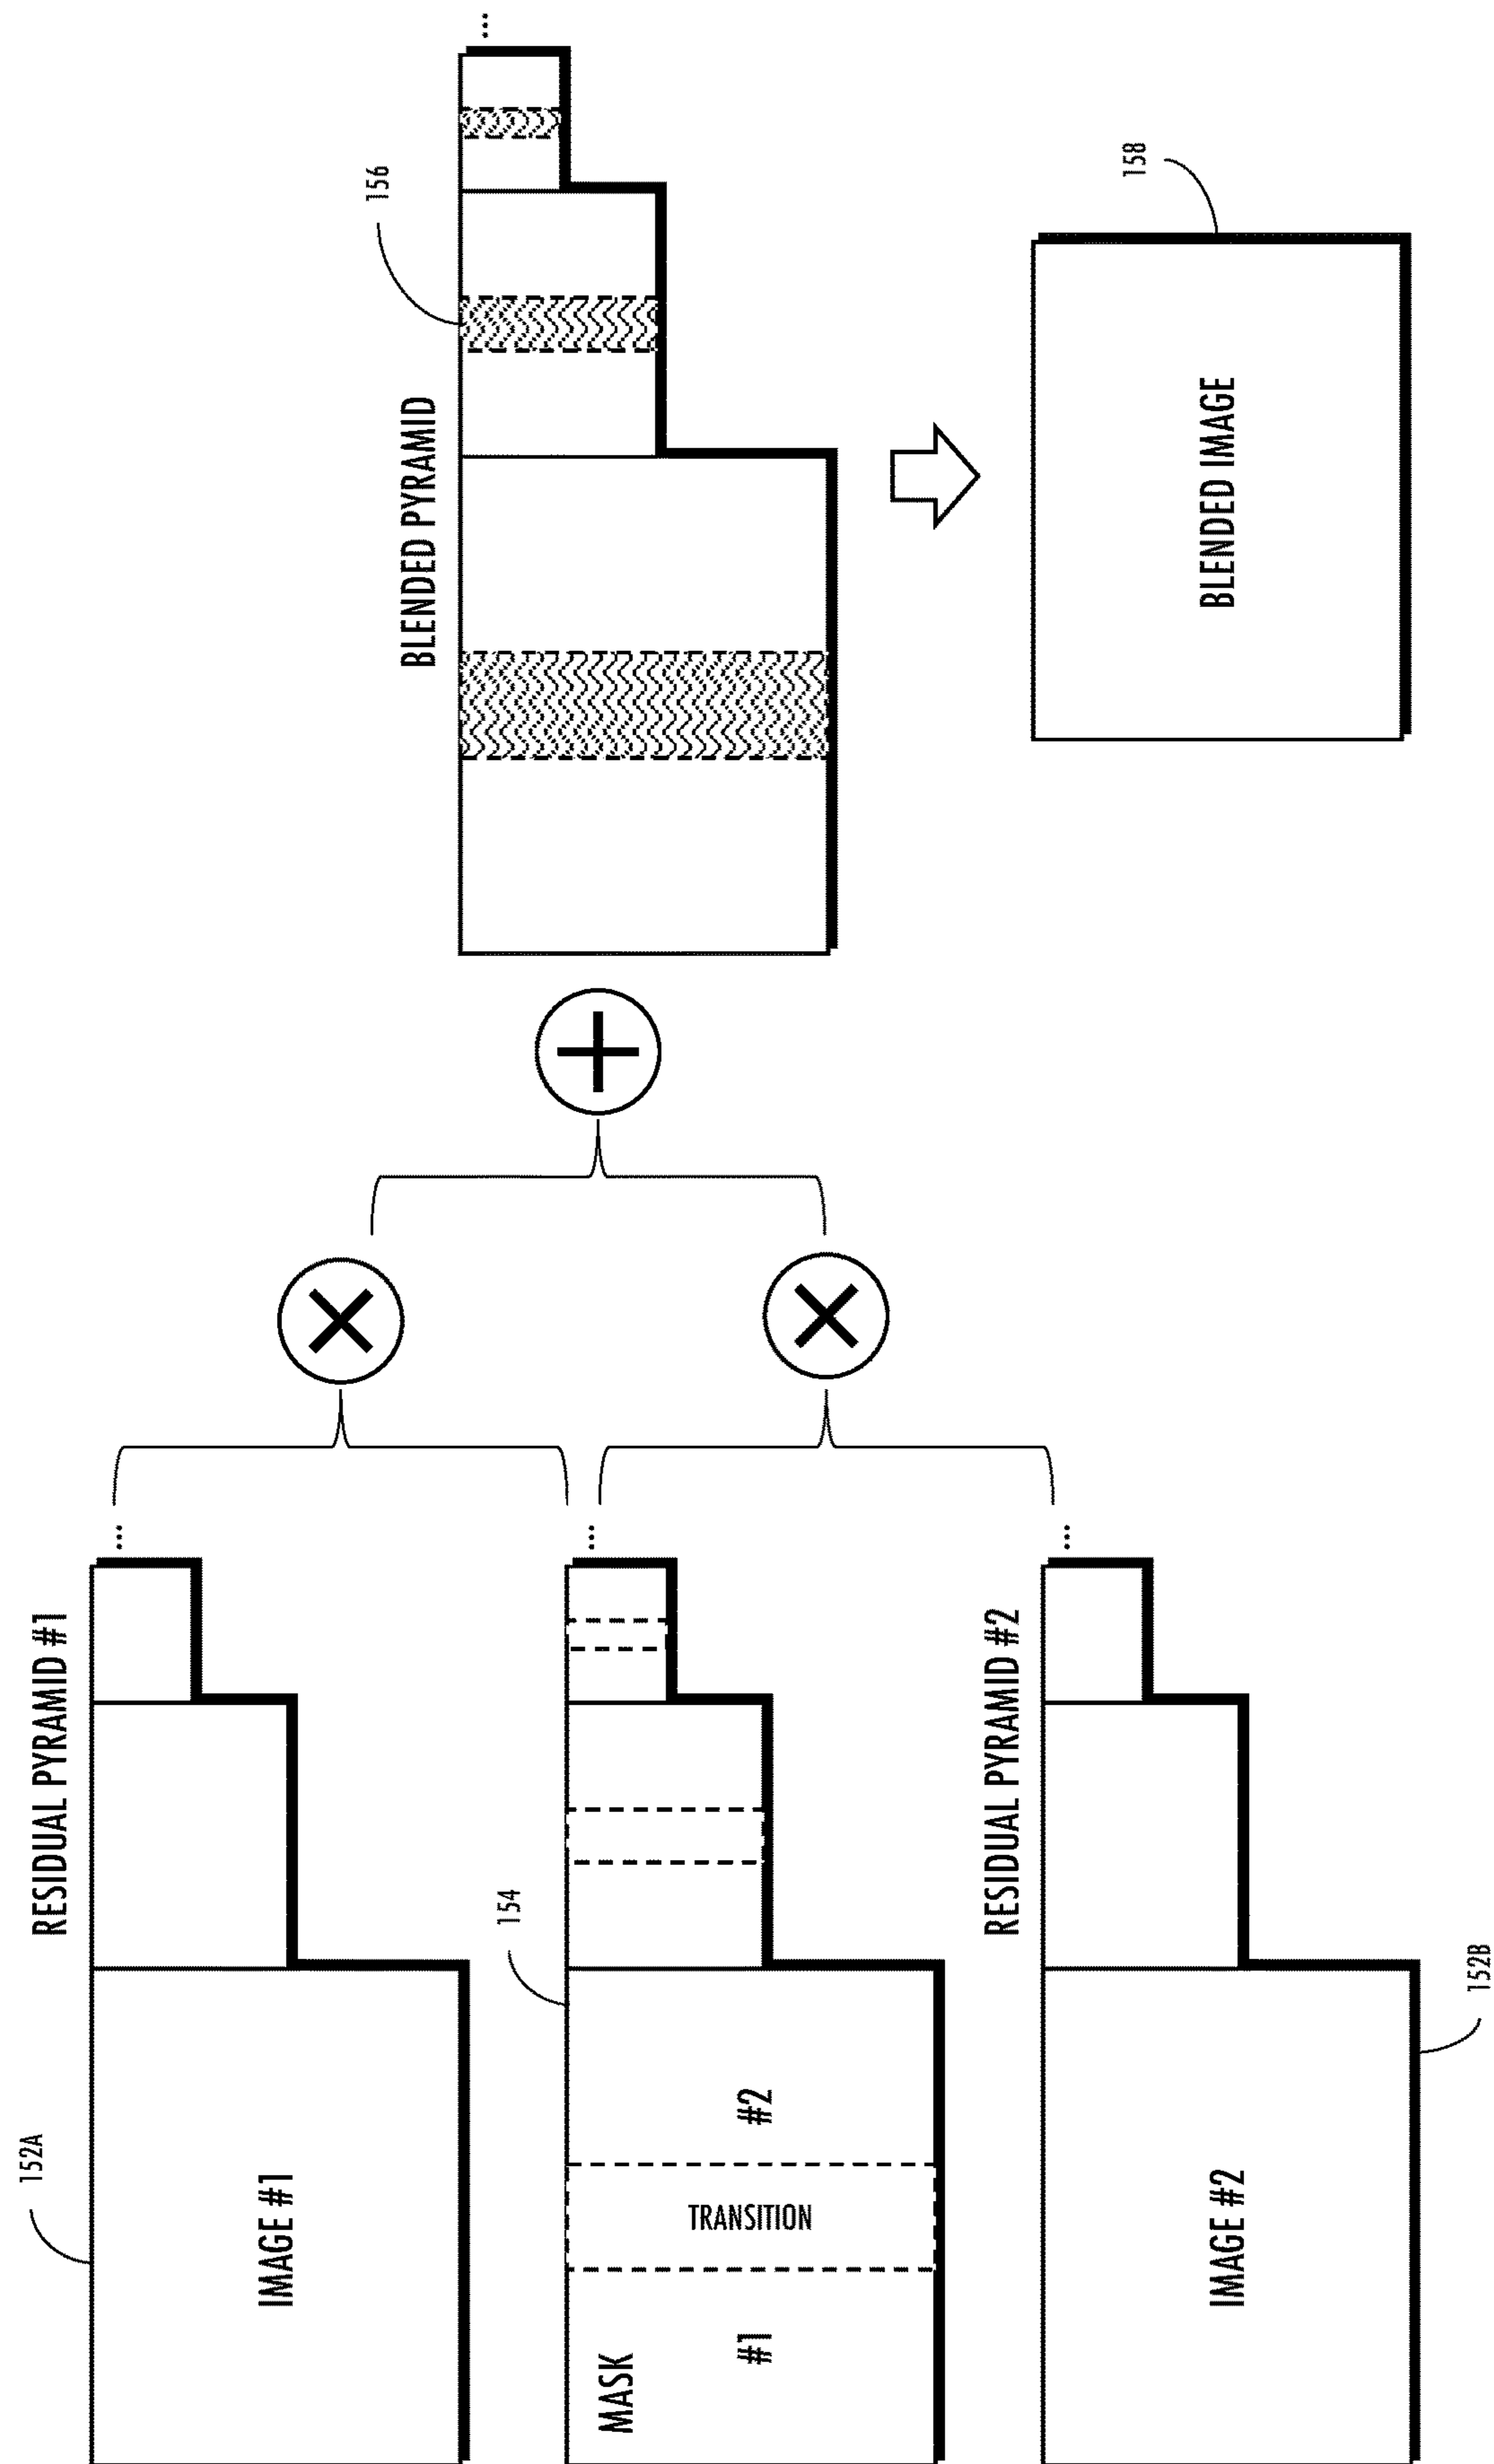 RESIDUAL PYRAMID #1
152A
IMAGE #1
...
154
MASK
#1
TRANSITION
#2
...
RESIDUAL PYRAMID #2
IMAGE #2
152B
...
BLENDED PYRAMID
156
...
BLENDED IMAGE
158